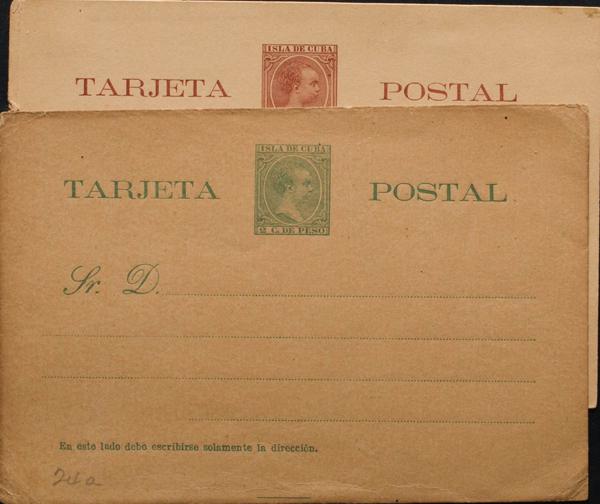 ISLA DE CUBA
TARJETA POSTAL
ISLA DE CUBA
TARJETA POSTAL
2 C. DE PESO
Sr. D.
En este lado debe escribirse solamente la dirección.